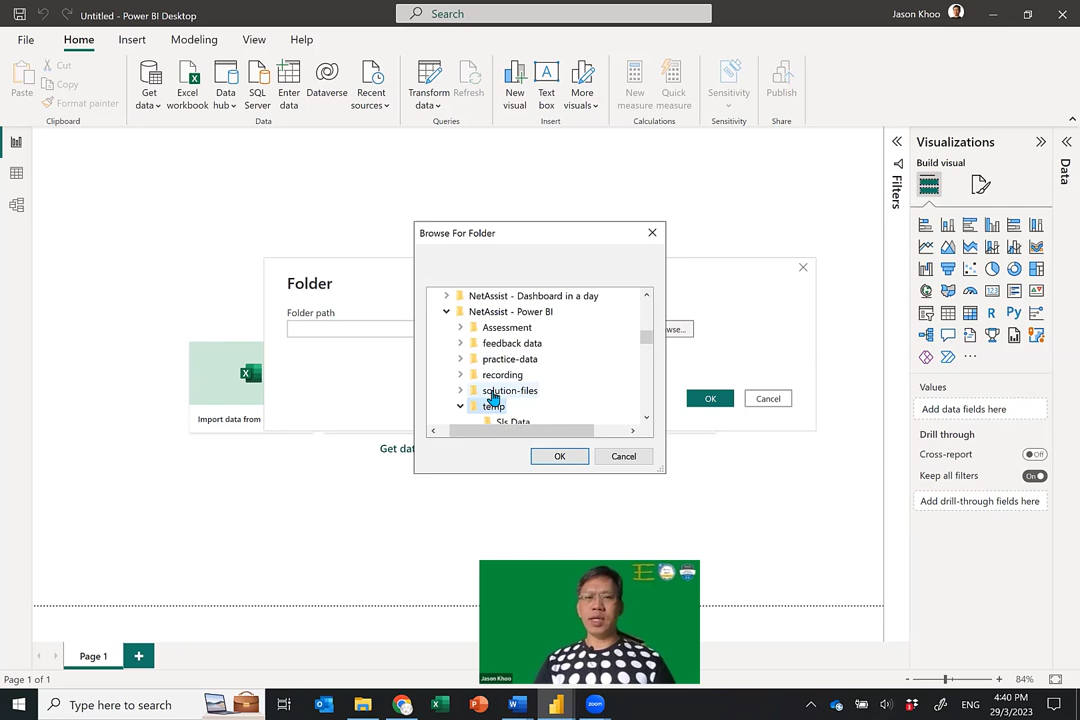 Untitled - Power BI Desktop
Search
Jason Khoo
File
Home
Insert
Modeling
View
Help
Paste
Cut
Copy
Format painter
Clipboard
Get data
Excel workbook
Data hub
SQL Server
Enter data
Dataverse
Recent sources
Data
Transform data
Refresh
Queries
New visual
Text box
More visuals
Insert
New measure
Quick measure
Calculations
Sensitivity
Sensitivity
Publish
Share
Folder
Folder path
OK
Cancel
Import data from
Get dat
Browse For Folder
NetAssist - Dashboard in a day
NetAssist - Power BI
Assessment
feedback data
practice-data
recording
solution-files
temp
Sls Data
OK
Cancel
Filters
Visualizations
Build visual
Data
R
Py
123
Values
Add data fields here
Drill through
Cross-report
Off
Keep all filters
On
Add drill-through fields here
Jason Khoo
Page 1
Page 1 of 1
84%
Type here to search
zoom
ENG
4:40 PM
29/3/2023